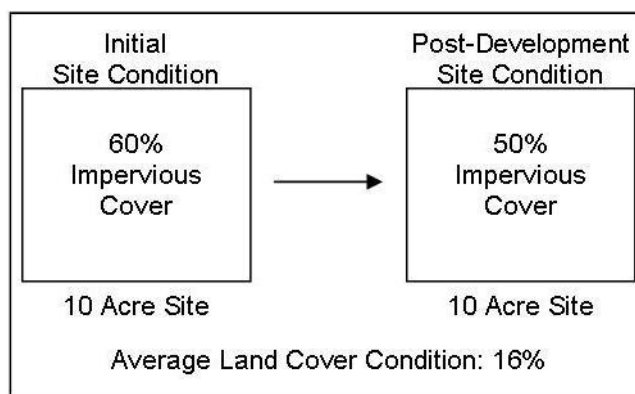 Initial
Site Condition
Post-Development
Site Condition
60%
Impervious
Cover
50%
Impervious
Cover
10 Acre Site
10 Acre Site
Average Land Cover Condition: 16%